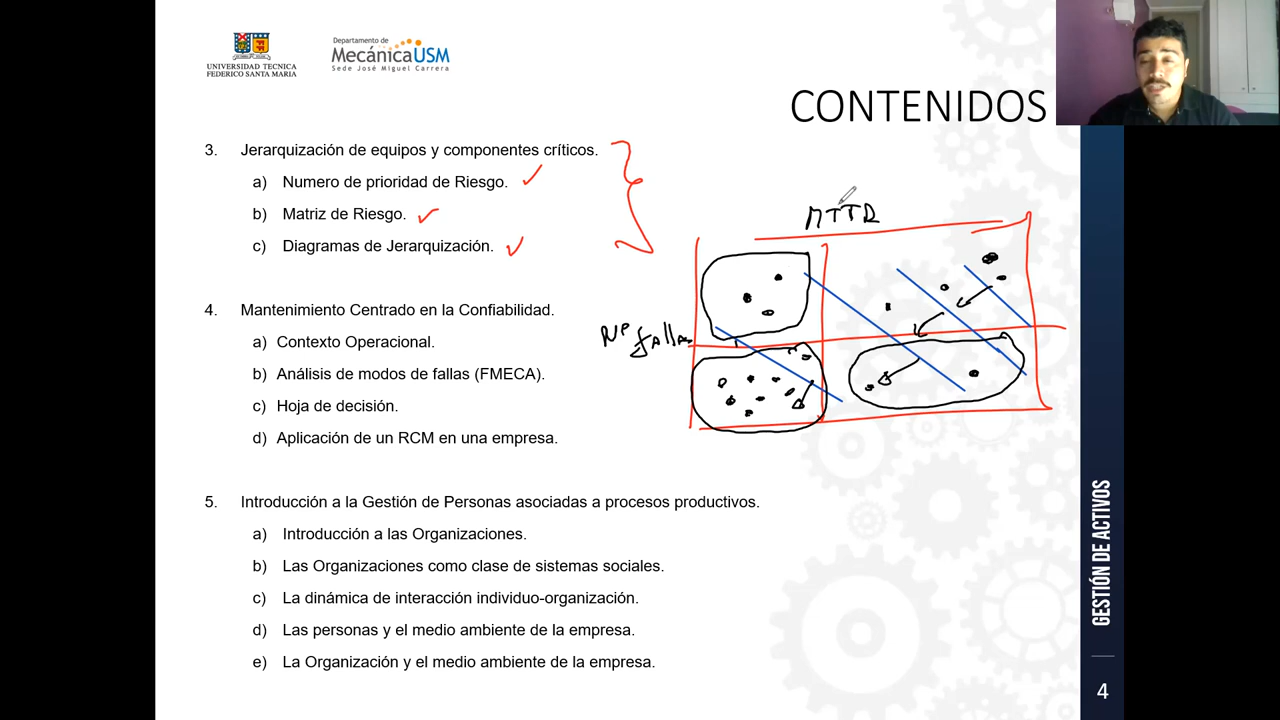 UNIVERSIDAD TECNICA
FEDERICO SANTA MARIA
Departamento de
MecánicaUSM
Sede José Miguel Carrera
CONTENIDOS
3. Jerarquización de equipos y componentes críticos.
a) Numero de prioridad de Riesgo.
b) Matriz de Riesgo.
c) Diagramas de Jerarquización.
MTTR
Nº fallas
4. Mantenimiento Centrado en la Confiabilidad.
a) Contexto Operacional.
b) Análisis de modos de fallas (FMECA).
c) Hoja de decisión.
d) Aplicación de un RCM en una empresa.
5. Introducción a la Gestión de Personas asociadas a procesos productivos.
a) Introducción a las Organizaciones.
b) Las Organizaciones como clase de sistemas sociales.
c) La dinámica de interacción individuo-organización.
d) Las personas y el medio ambiente de la empresa.
e) La Organización y el medio ambiente de la empresa.
GESTIÓN DE ACTIVOS
4